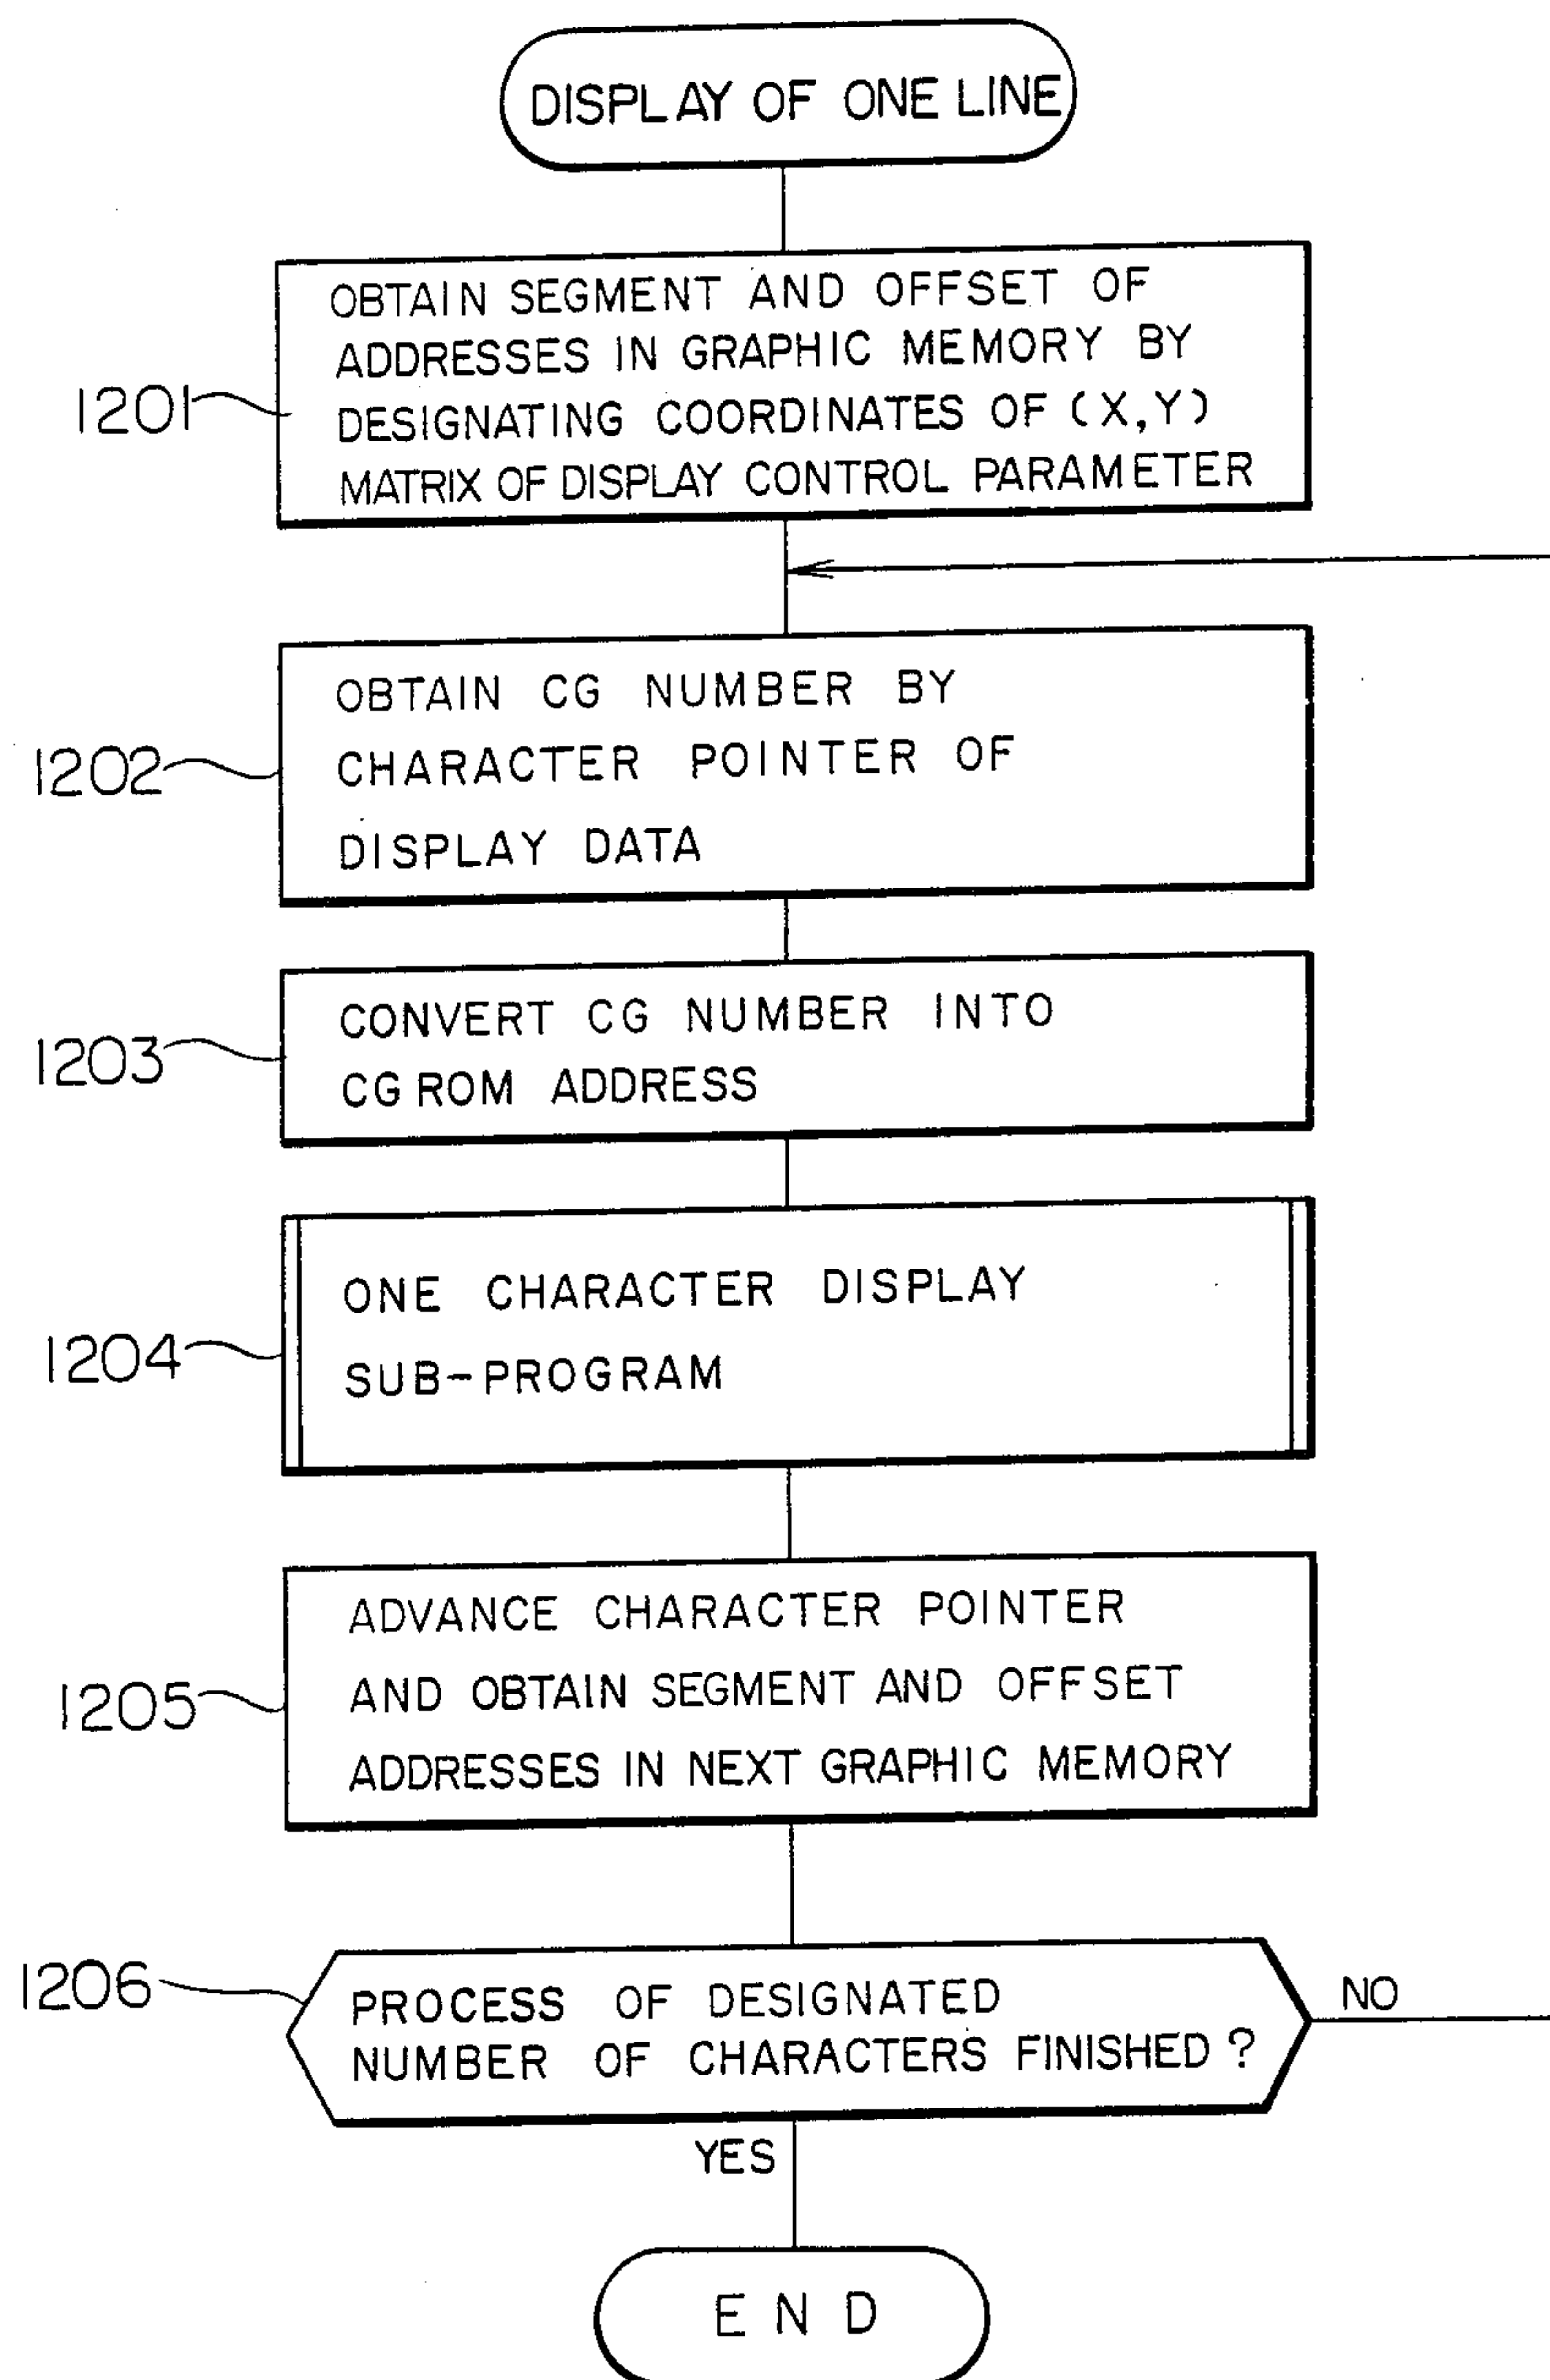 DISPLAY OF ONE LINE
OBTAIN SEGMENT AND OFFSET OF
ADDRESSES IN GRAPHIC MEMORY BY
1201
DESIGNATING COORDINATES OF (X,Y)
MATRIX OF DISPLAY CONTROL PARAMETER
OBTAIN CG NUMBER BY
1202
CHARACTER POINTER OF
DISPLAY DATA
CONVERT CG NUMBER INTO
1203
CG ROM ADDRESS
ONE CHARACTER DISPLAY
1204
SUB-PROGRAM
ADVANCE CHARACTER POINTER
1205
AND OBTAIN SEGMENT AND OFFSET
ADDRESSES IN NEXT GRAPHIC MEMORY
1206
PROCESS OF DESIGNATED
NUMBER OF CHARACTERS FINISHED ?
NO
YES
END